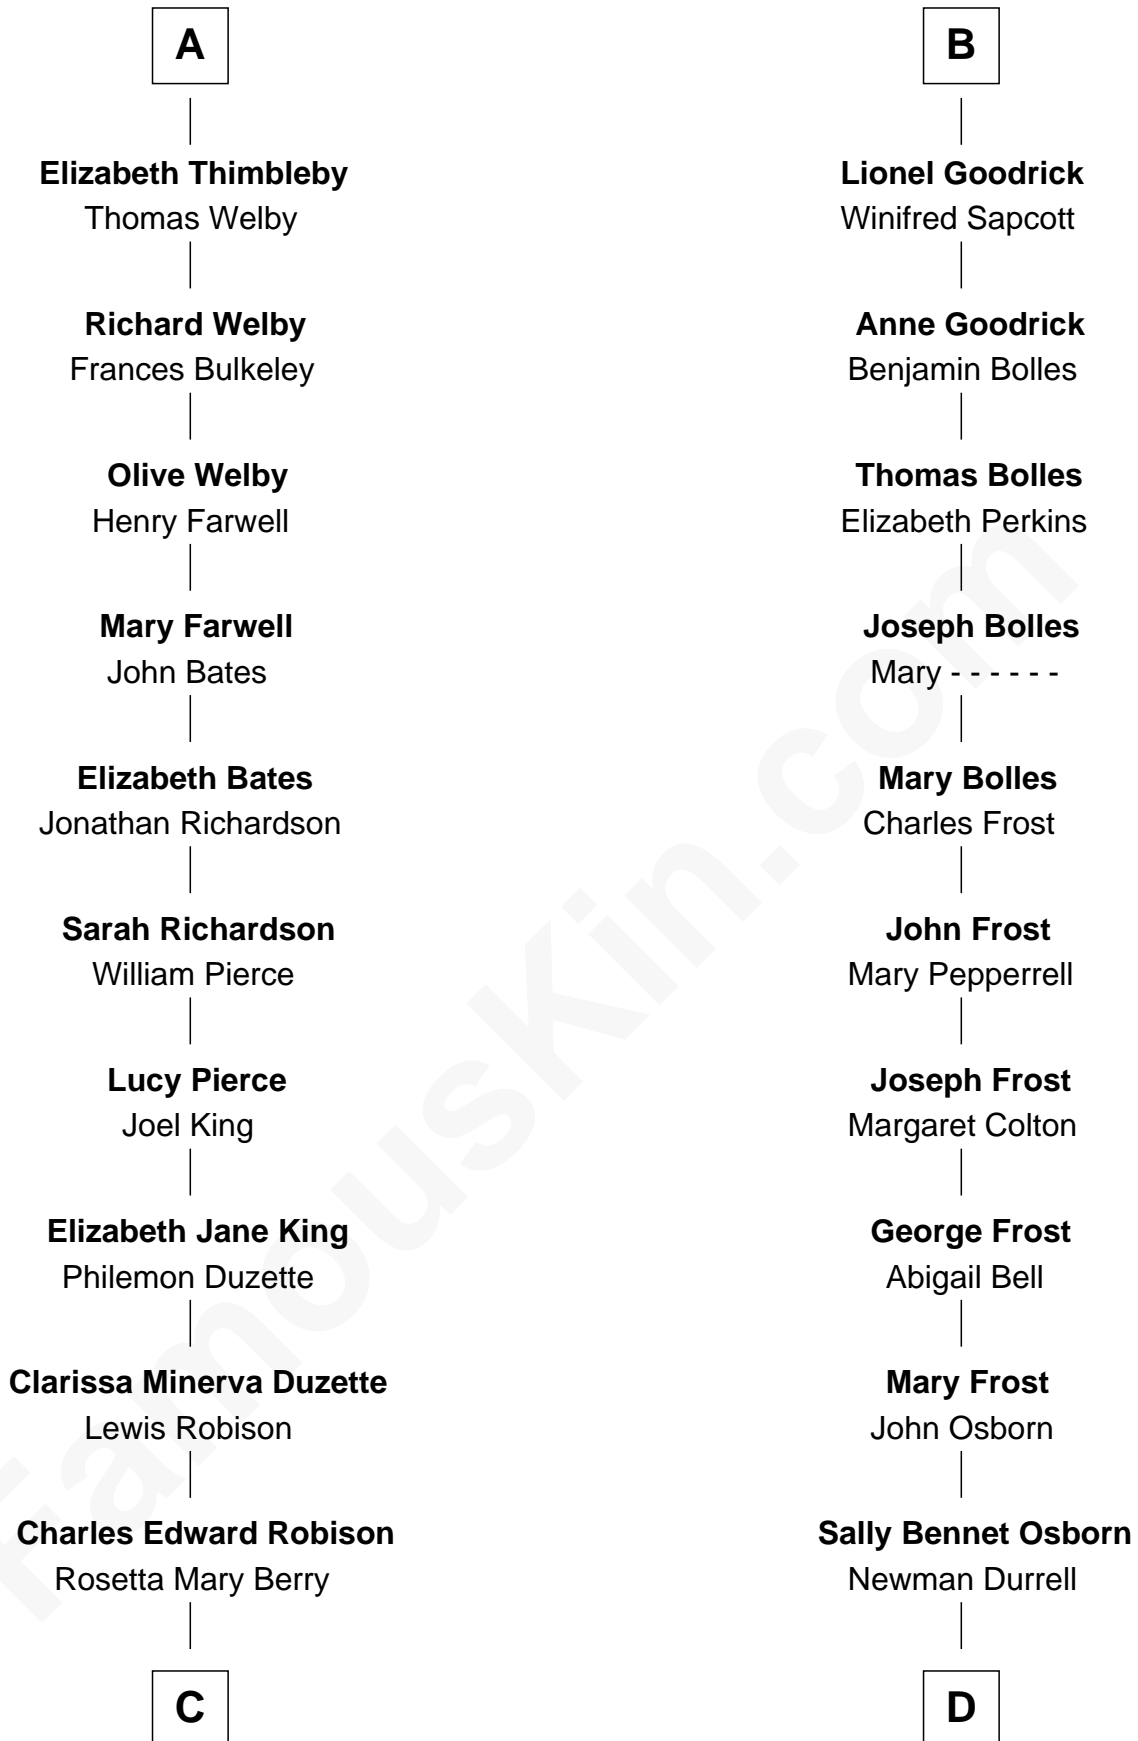 A
Elizabeth Thimbleby
Thomas Welby
Richard Welby
Frances Bulkeley
Olive Welby
Henry Farwell
Mary Farwell
John Bates
Elizabeth Bates
Jonathan Richardson
Sarah Richardson
William Pierce
Lucy Pierce
Joel King
Elizabeth Jane King
Philemon Duzette
Clarissa Minerva Duzette
Lewis Robison
Charles Edward Robison
Rosetta Mary Berry
C
B
Lionel Goodrick
Winifred Sapcott
Anne Goodrick
Benjamin Bolles
Thomas Bolles
Elizabeth Perkins
Joseph Bolles
Mary - - - - - -
Mary Bolles
Charles Frost
John Frost
Mary Pepperrell
Joseph Frost
Margaret Colton
George Frost
Abigail Bell
Mary Frost
John Osborn
Sally Bennet Osborn
Newman Durrell
D
FamousKin.com